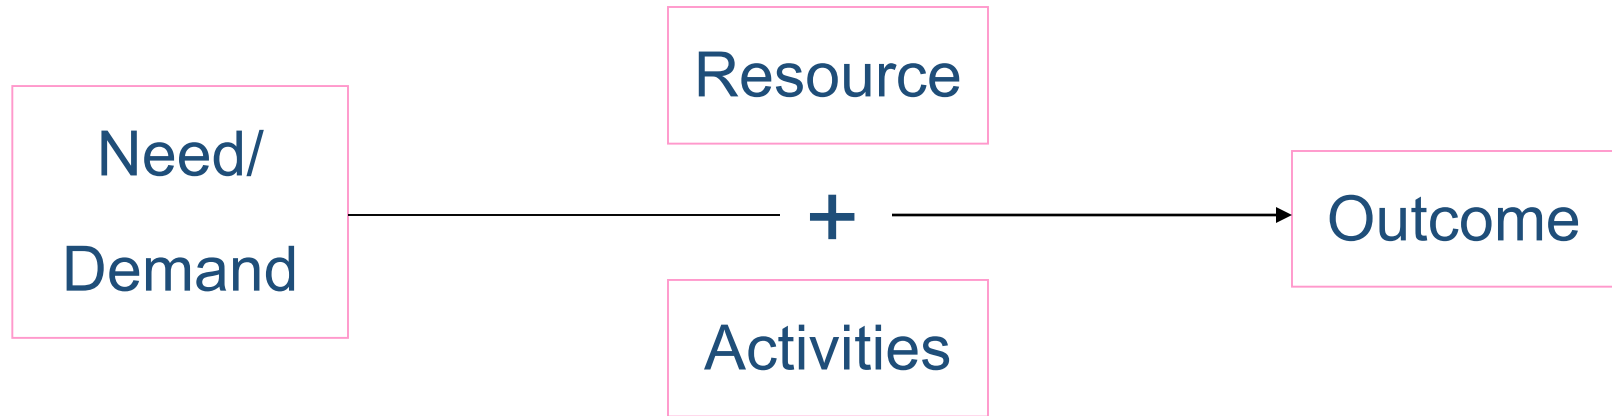 Need/
Demand
Resource
+
Activities
Outcome